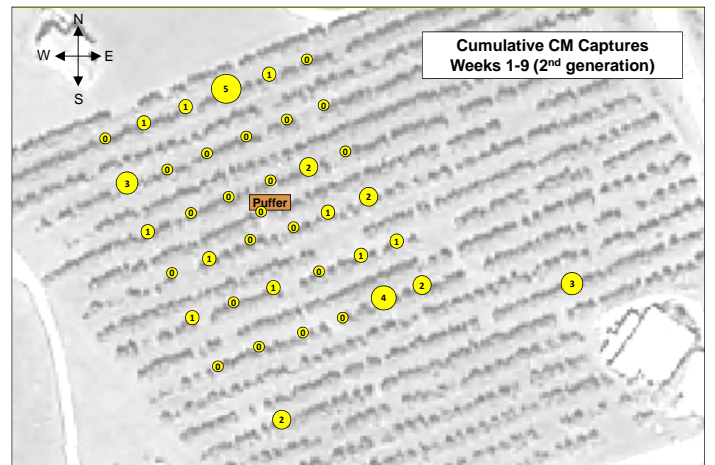 N
W E
S
Cumulative CM Captures
Weeks 1-9 (2nd generation)
0 1 1 5 1 0
3 0 0 0 0 0
1 0 0 0 2 0
Puffer
0
0 1 0 0 1 2
1 0 1 0 1 1
0 0 0 0 4 2
3
2